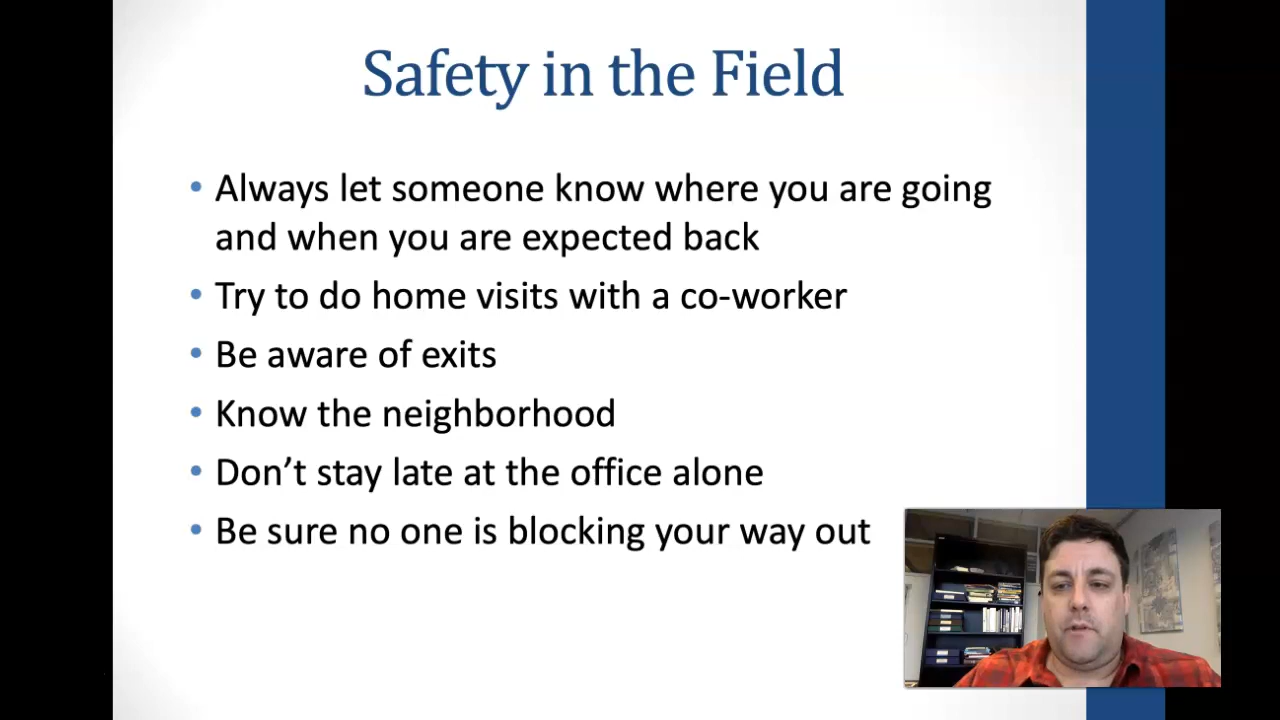 Safety in the Field
• Always let someone know where you are going
and when you are expected back
• Try to do home visits with a co-worker
• Be aware of exits
• Know the neighborhood
• Don’t stay late at the office alone
• Be sure no one is blocking your way out